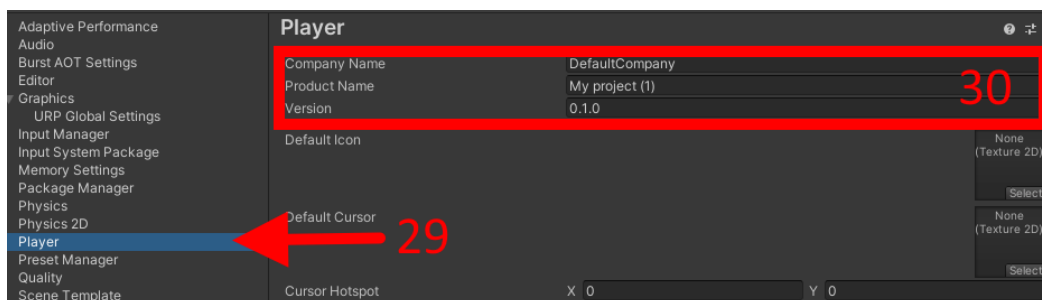 Adaptive Performance
Audio
Burst AOT Settings
Editor
Graphics
URP Global Settings
Input Manager
Input System Package
Memory Settings
Package Manager
Physics
Physics 2D
Player
Preset Manager
Quality
Scene Template
29
Player
Company Name DefaultCompany
Product Name My project (1)
Version 0.1.0
30
Default Icon
None
(Texture 2D)
Select
Default Cursor
None
(Texture 2D)
Select
Cursor Hotspot X 0 Y 0